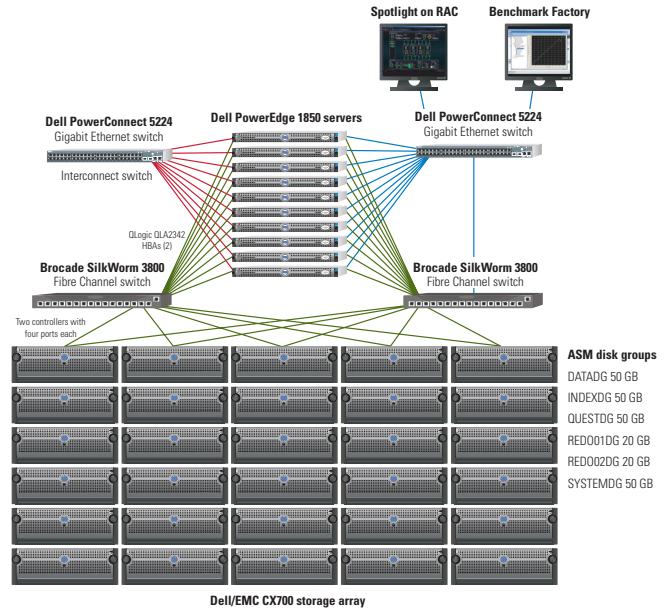 Spotlight on RAC
Benchmark Factory
Dell PowerConnect 5224
Gigabit Ethernet switch
Dell PowerEdge 1850 servers
Dell PowerConnect 5224
Gigabit Ethernet switch
Interconnect switch
QLogic QLA2342
HBAs (2)
Brocade SilkWorm 3800
Fibre Channel switch
Brocade SilkWorm 3800
Fibre Channel switch
Two controllers with
four ports each
ASM disk groups
DATADG 50 GB
INDEXDG 50 GB
QUESTDG 50 GB
REDO01DG 20 GB
REDO02DG 20 GB
SYSTEMDG 50 GB
Dell/EMC CX700 storage array